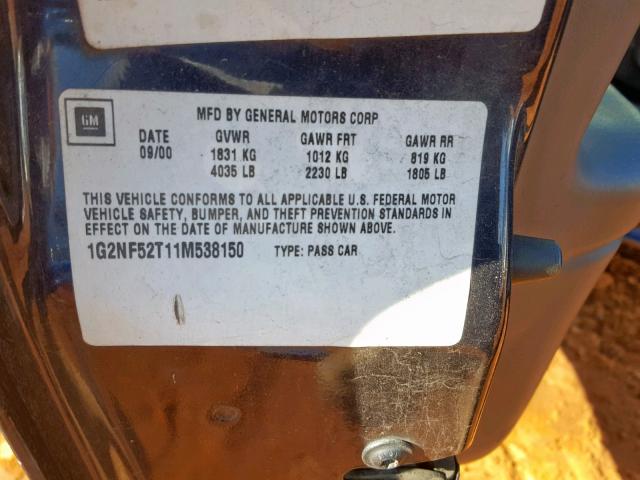 GM
MFD BY GENERAL MOTORS CORP
DATE GVWR GAWR FRT GAWR RR
09/00 1831 KG 1012 KG 819 KG
4035 LB 2230 LB 1805 LB
THIS VEHICLE CONFORMS TO ALL APPLICABLE U.S. FEDERAL MOTOR
VEHICLE SAFETY, BUMPER, AND THEFT PREVENTION STANDARDS IN
EFFECT ON THE DATE OF MANUFACTURE SHOWN ABOVE.
1G2NF52T11M538150 TYPE: PASS CAR